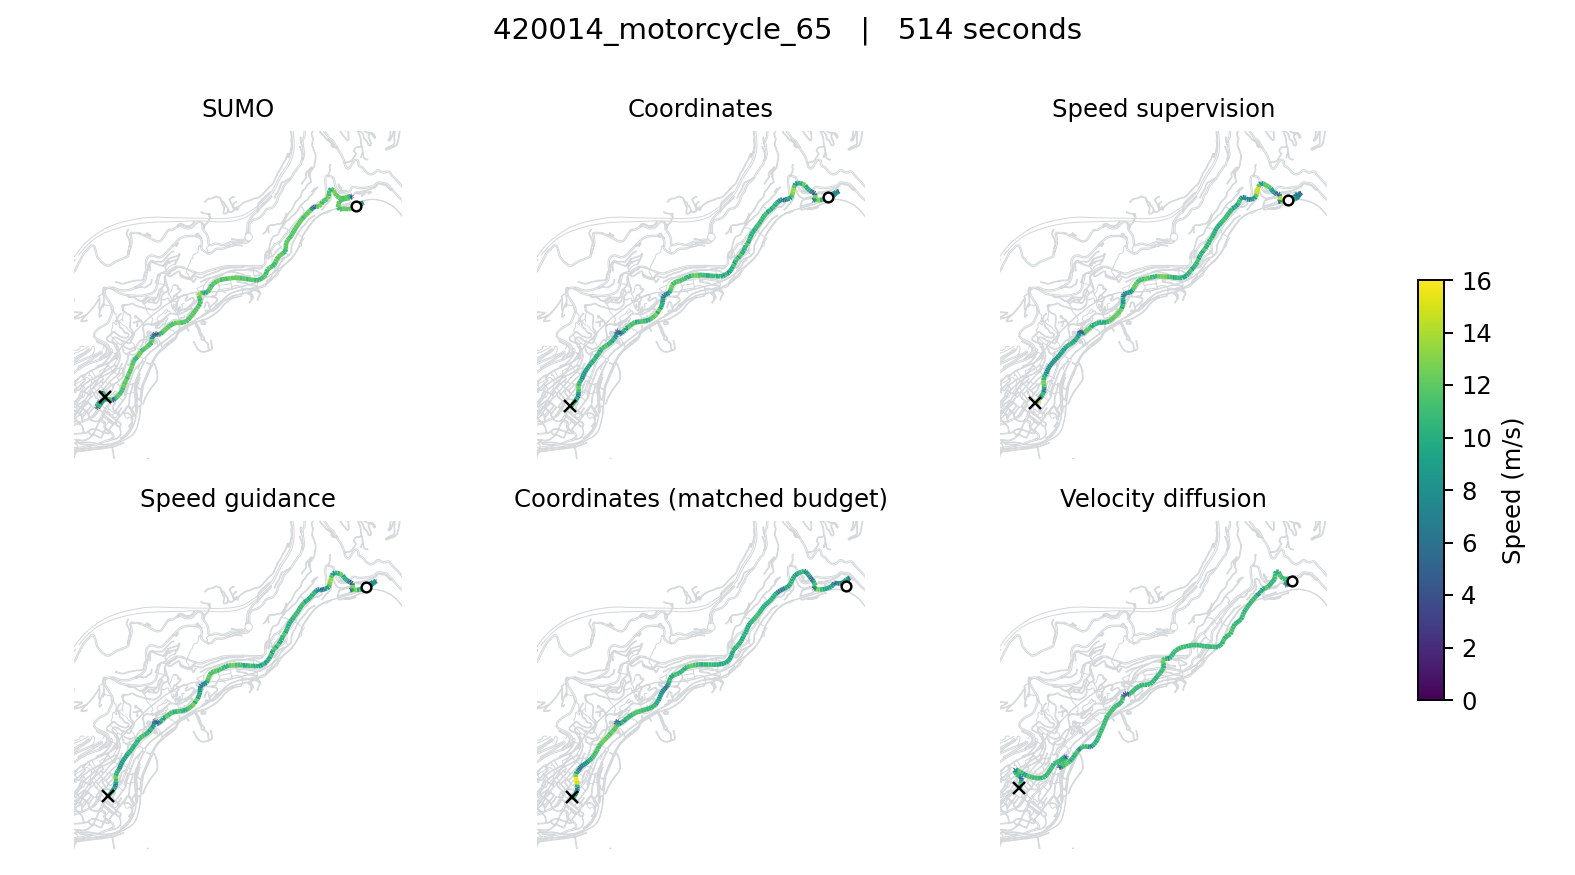 420014_motorcycle_65 | 514 seconds
SUMO
Coordinates
Speed supervision
Speed guidance
Coordinates (matched budget)
Velocity diffusion
16
14
12
10
8
6
4
2
0
Speed (m/s)